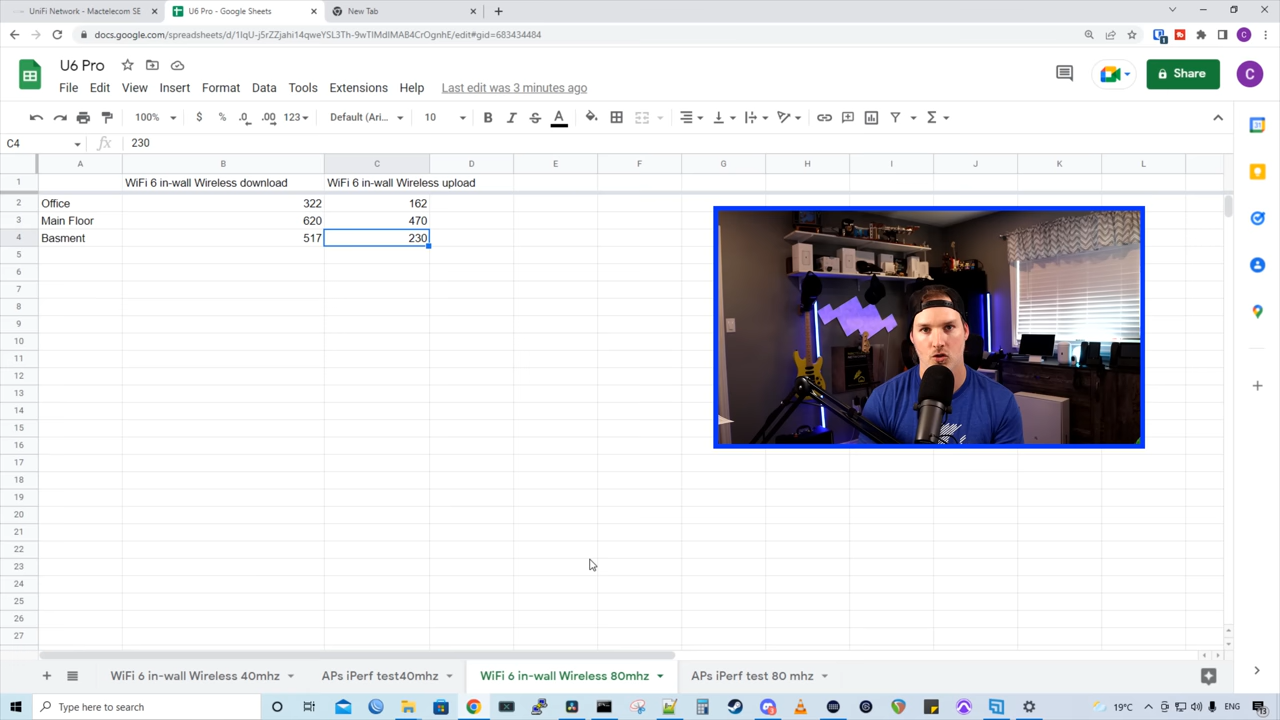 UniFi Network - Mactelecom SE
U6 Pro - Google Sheets
New Tab
docs.google.com/spreadsheets/d/1IqU-j5rZZjahi14qweYSL3Th-9wTIMdIMAB4CrOgnhE/edit#gid=683434484
U6 Pro
File Edit View Insert Format Data Tools Extensions Help Last edit was 3 minutes ago
Share
C
100% $ % .0 .00 123 Default (Ari... 10 B I S A
C4 fx 230
A B C D E F G H I J K L
1 WiFi 6 in-wall Wireless download WiFi 6 in-wall Wireless upload
2 Office 322 162
3 Main Floor 620 470
4 Basment 517 230
5
6
7
8
9
10
11
12
13
14
15
16
17
18
19
20
21
22
23
24
25
26
27
WiFi 6 in-wall Wireless 40mhz APs iPerf test40mhz WiFi 6 in-wall Wireless 80mhz APs iPerf test 80 mhz
Type here to search 19°C ENG